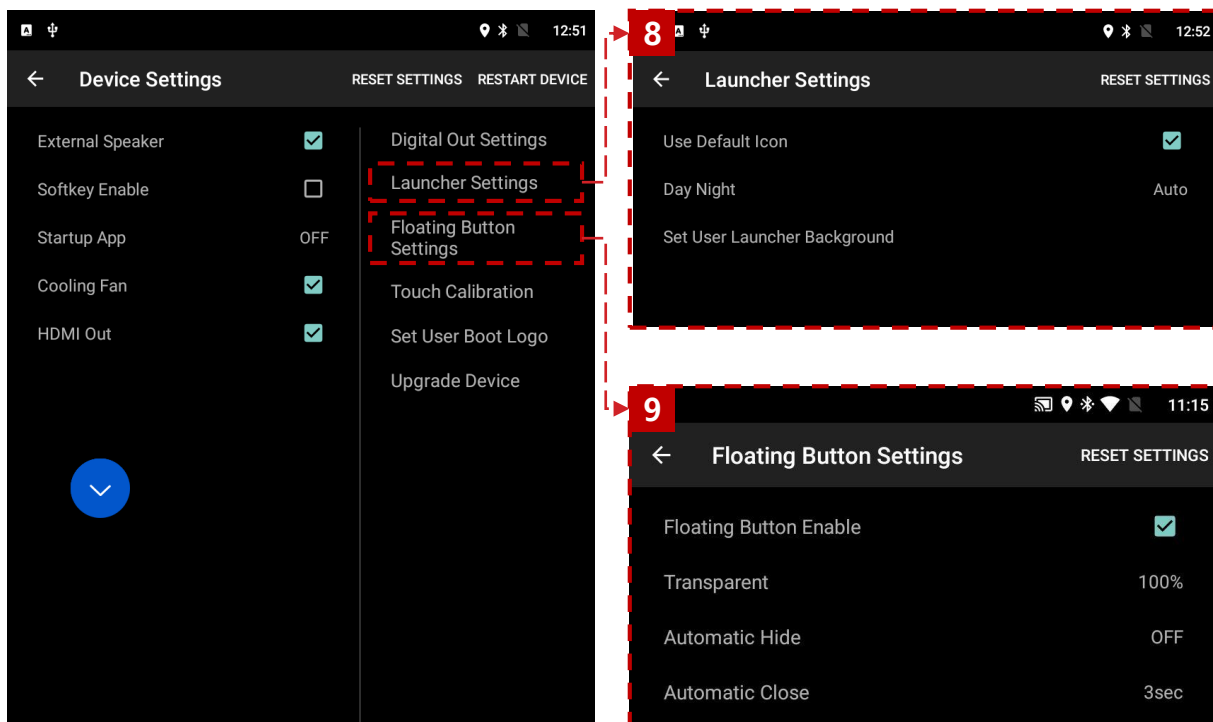 12:51
Device Settings
RESET SETTINGS RESTART DEVICE
External Speaker
Softkey Enable
Startup App OFF
Cooling Fan
HDMI Out
Digital Out Settings
Launcher Settings
Floating Button
Settings
Touch Calibration
Set User Boot Logo
Upgrade Device
8
A
12:52
Launcher Settings
RESET SETTINGS
Use Default Icon
Day Night Auto
Set User Launcher Background
9
11:15
Floating Button Settings
RESET SETTINGS
Floating Button Enable
Transparent 100%
Automatic Hide OFF
Automatic Close 3sec